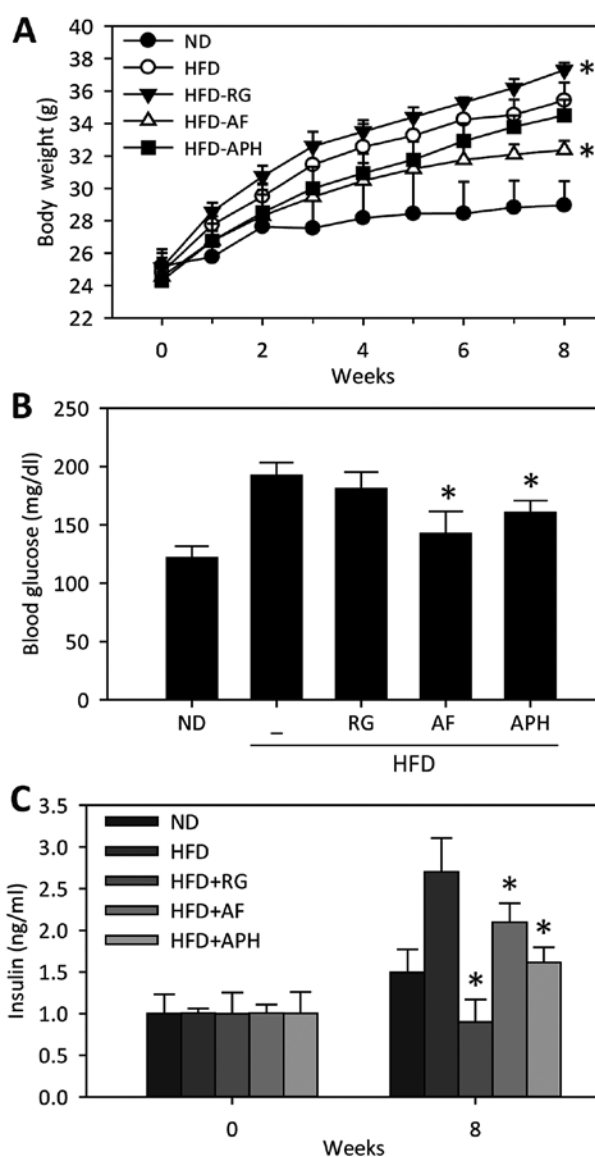 A
40
38
36
34
32
30
28
26
24
22
Body weight (g)
ND
HFD
HFD-RG
HFD-AF
HFD-APH
*
*
0 2 4 6 8
Weeks
B
250
200
150
100
50
0
Blood glucose (mg/dl)
* *
ND – RG AF APH
HFD
C
3.5
3.0
2.5
2.0
1.5
1.0
0.5
0.0
Insulin (ng/ml)
ND
HFD
HFD+RG
HFD+AF
HFD+APH
* * *
0 8
Weeks